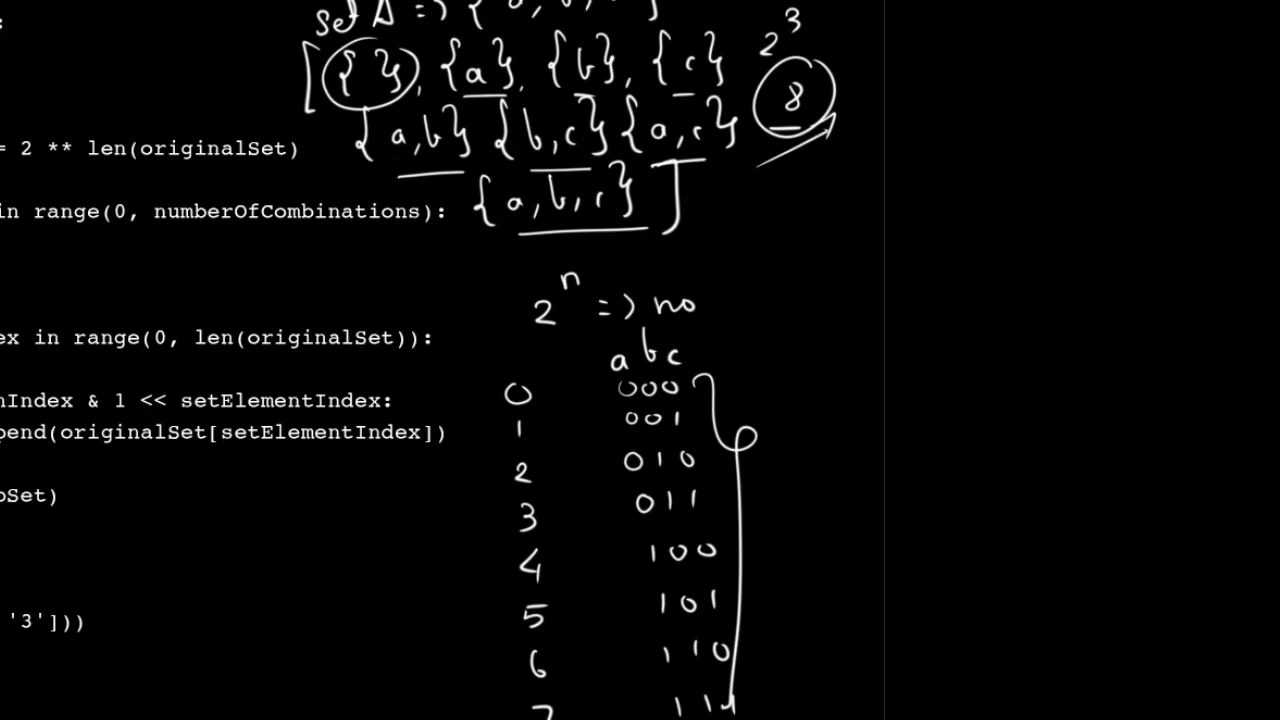 :
Set A => {
[ { }, {a}, {b}, {c}
2^3
8
{a,b} {b,c} {a,c}
= 2 ** len(originalSet)
{a,b,c} ]
in range(0, numberOfCombinations):
2^n => no
ex in range(0, len(originalSet)):
a b c
0 000
nIndex & 1 << setElementIndex:
1 001
pend(originalSet[setElementIndex])
2 010
oSet)
3 011
4 100
5 101
'3']))
6 110
7 111